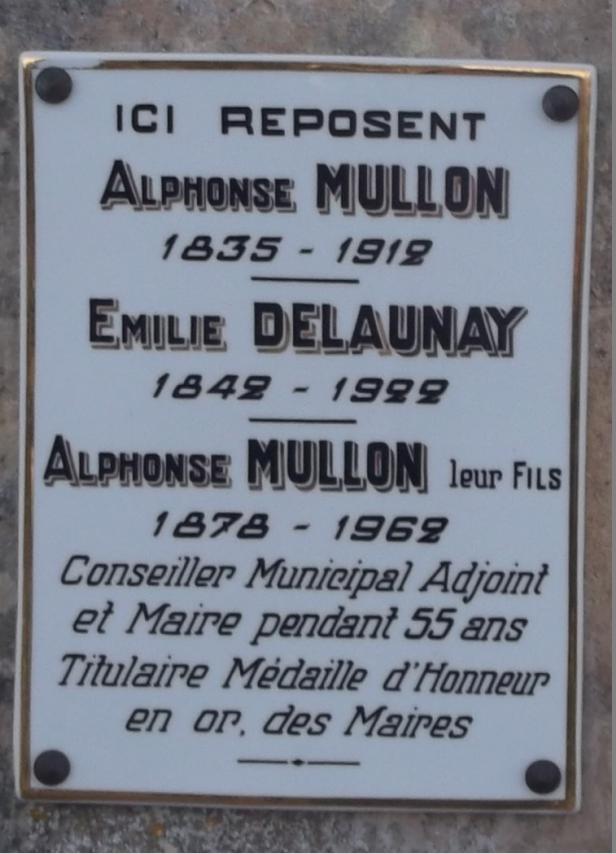 ICI REPOSENT
ALPHONSE MULLON
1835 - 1912
EMILIE DELAUNAY
1842 - 1922
ALPHONSE MULLON leur FILS
1878 - 1962
Conseiller Municipal Adjoint
et Maire pendant 55 ans
Titulaire Médaille d'Honneur
en or. des Maires